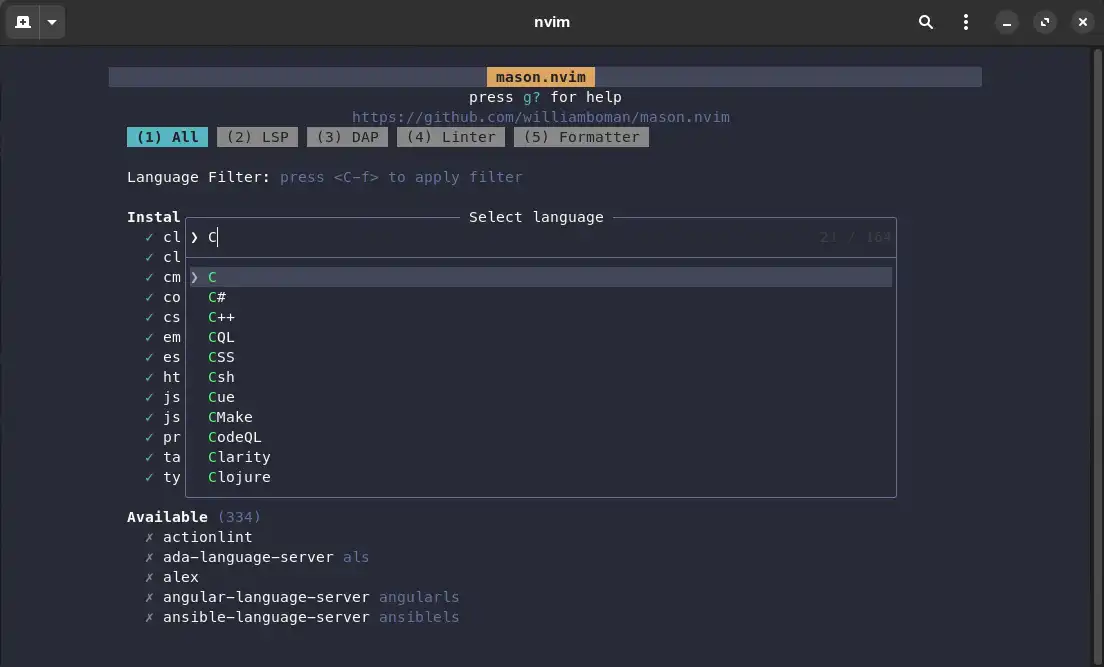 nvim
mason.nvim
press g? for help
https://github.com/williamboman/mason.nvim
(1) All (2) LSP (3) DAP (4) Linter (5) Formatter
Language Filter: press <C-f> to apply filter
Instal Select language
✓ cl ❯ C 21 / 164
✓ cl
✓ cm ❯ C
✓ co C#
✓ cs C++
✓ em CQL
✓ es CSS
✓ ht Csh
✓ js Cue
✓ js CMake
✓ pr CodeQL
✓ ta Clarity
✓ ty Clojure
Available (334)
✗ actionlint
✗ ada-language-server als
✗ alex
✗ angular-language-server angularls
✗ ansible-language-server ansiblels